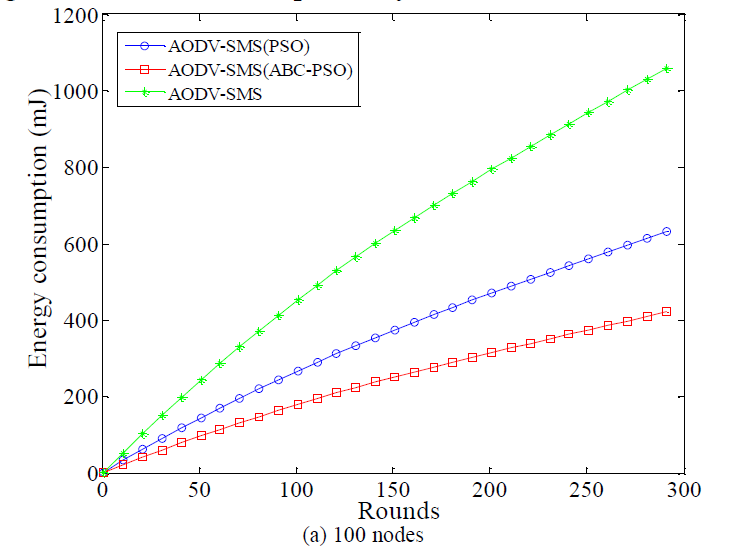 1200
1000
800
600
400
200
0
Energy consumption (mJ)
AODV-SMS(PSO)
AODV-SMS(ABC-PSO)
AODV-SMS
0 50 100 150 200 250 300
Rounds
(a) 100 nodes